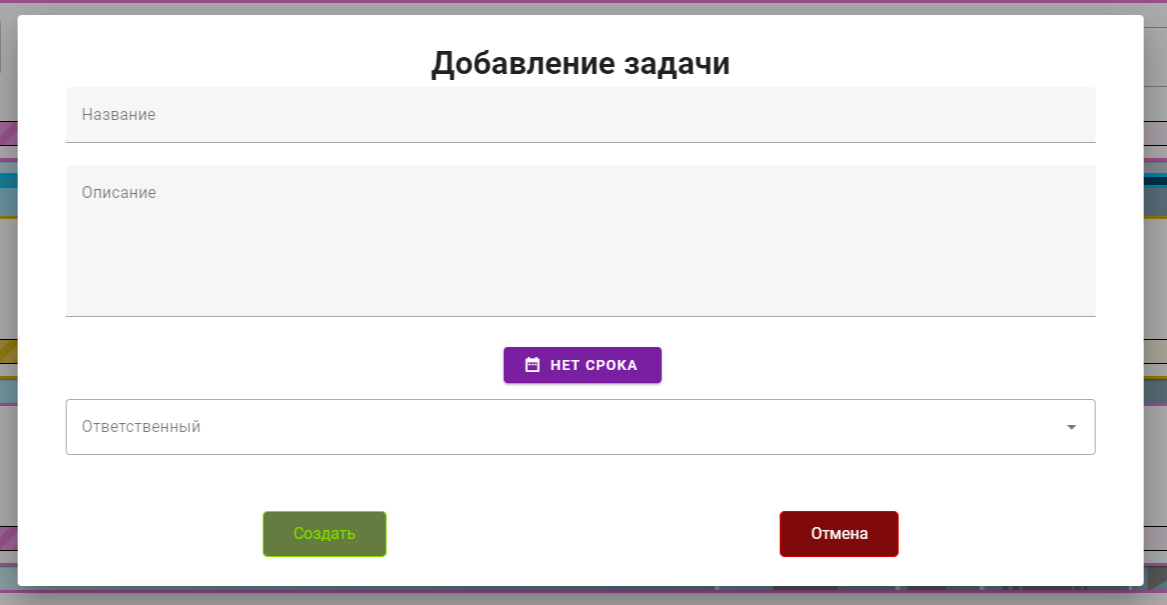 Добавление задачи
Название
Описание
НЕТ СРОКА
Ответственный
Создать
Отмена